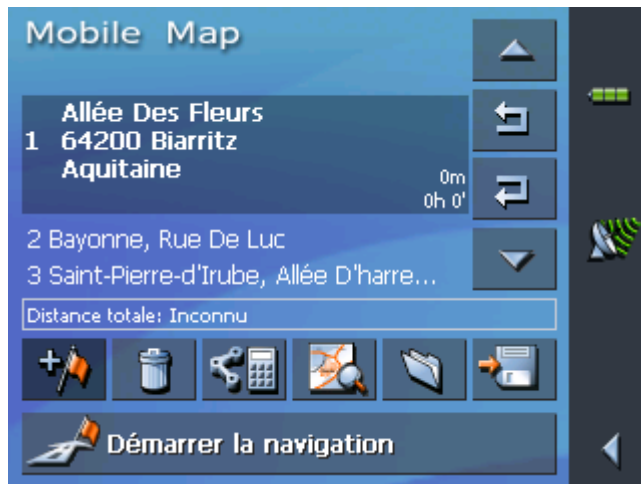 Mobile Map
Allée Des Fleurs
1 64200 Biarritz
Aquitaine
0m
0h 0'
2 Bayonne, Rue De Luc
3 Saint-Pierre-d'Irube, Allée D'harre...
Distance totale: Inconnu
Démarrer la navigation